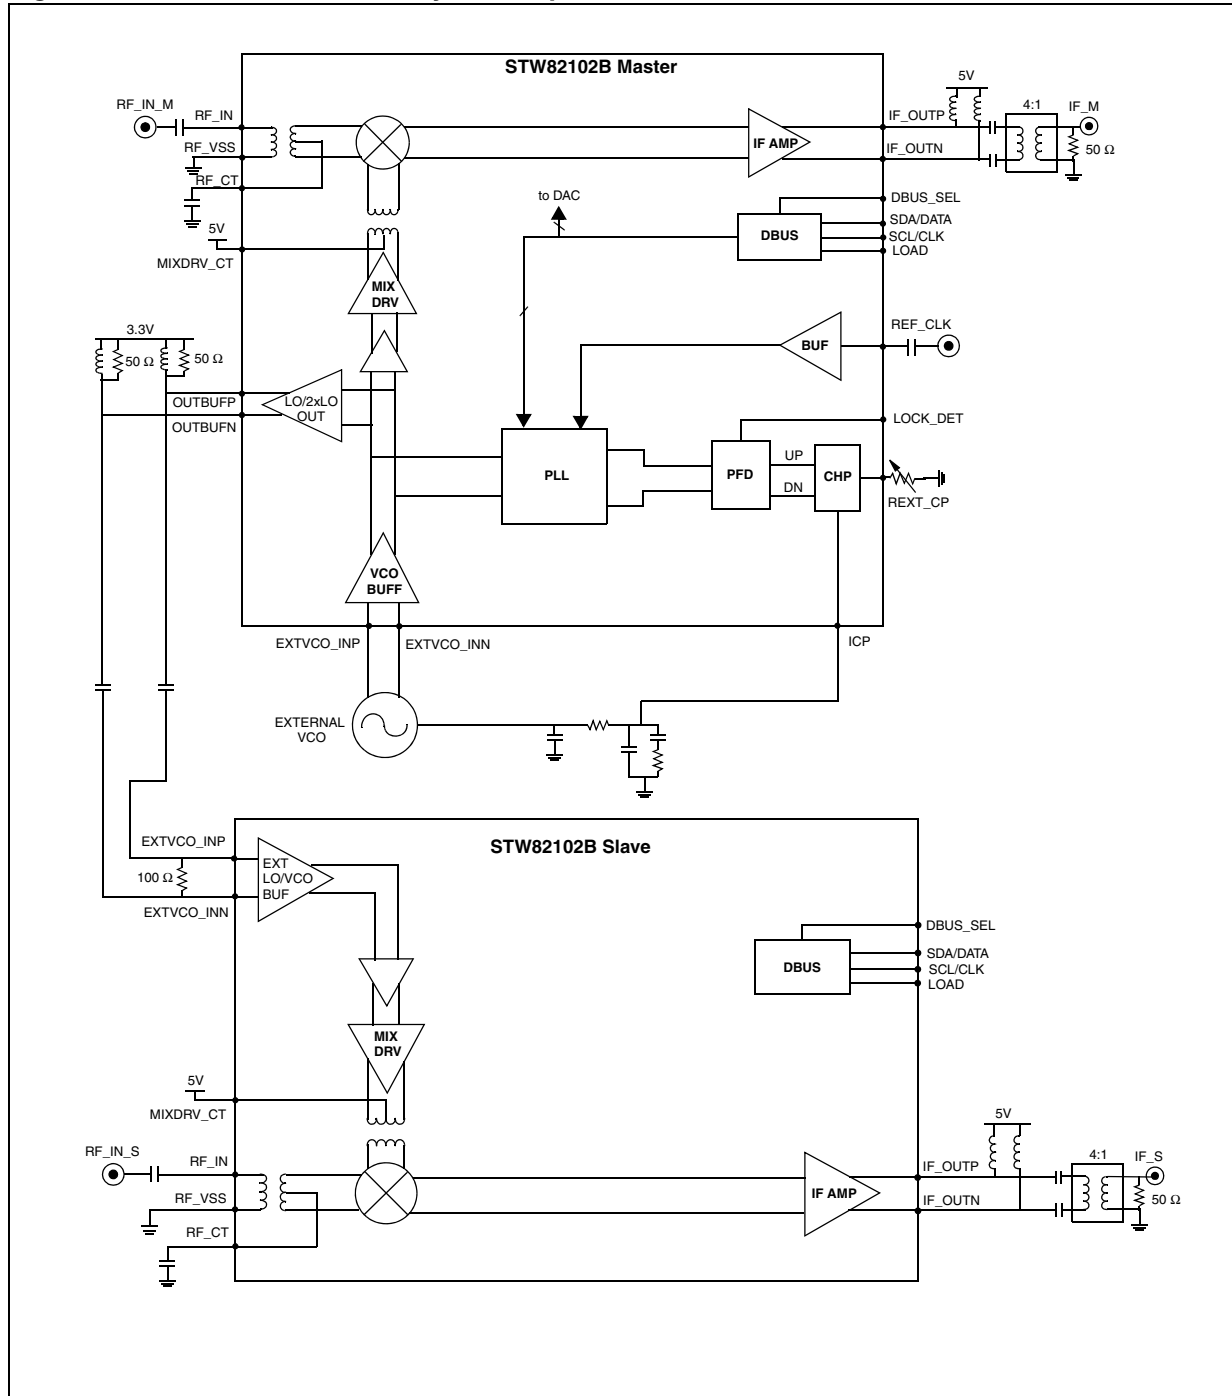 STW82102B Master
5V
RF_IN_M
RF_IN
IF_OUTP
4:1
IF_M
IF AMP
50 Ω
RF_VSS
IF_OUTN
RF_CT
to DAC
DBUS_SEL
5V
DBUS
SDA/DATA
SCL/CLK
LOAD
MIXDRV_CT
MIX
DRV
3.3V
REF_CLK
BUF
50 Ω
50 Ω
OUTBUFP
LO/2xLO
OUT
OUTBUFN
LOCK_DET
PLL
PFD
UP
DN
CHP
REXT_CP
VCO
BUFF
EXTVCO_INP
EXTVCO_INN
ICP
EXTERNAL
VCO
STW82102B Slave
EXTVCO_INP
100 Ω
EXT
LO/VCO
BUF
EXTVCO_INN
DBUS_SEL
DBUS
SDA/DATA
SCL/CLK
LOAD
MIX
DRV
5V
MIXDRV_CT
5V
RF_IN_S
RF_IN
IF_OUTP
4:1
IF_S
RF_VSS
IF AMP
IF_OUTN
50 Ω
RF_CT